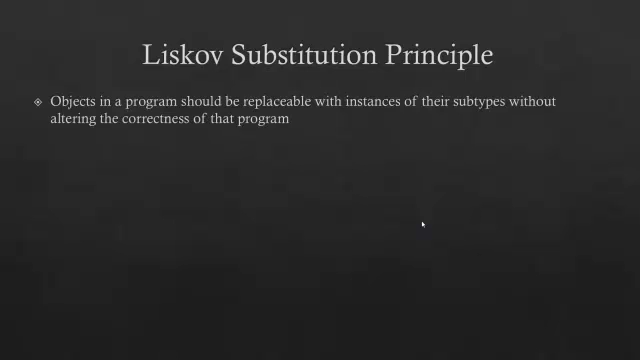 Liskov Substitution Principle
Objects in a program should be replaceable with instances of their subtypes without
altering the correctness of that program